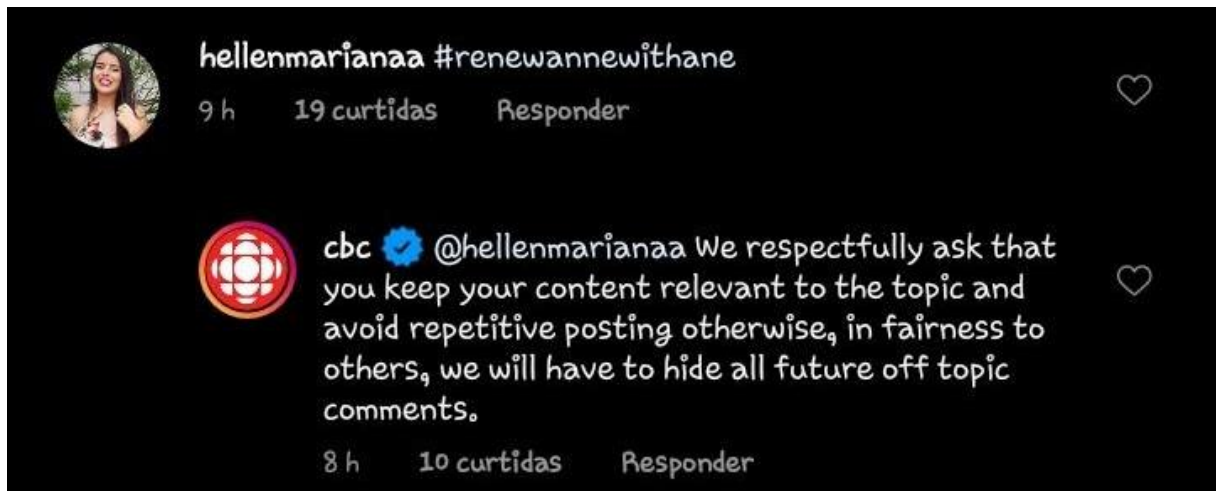 hellenmarianaa #renewannewithane
9 h 19 curtidas Responder
cbc @hellenmarianaa We respectfully ask that
you keep your content relevant to the topic and
avoid repetitive posting otherwise, in fairness to
others, we will have to hide all future off topic
comments.
8 h 10 curtidas Responder